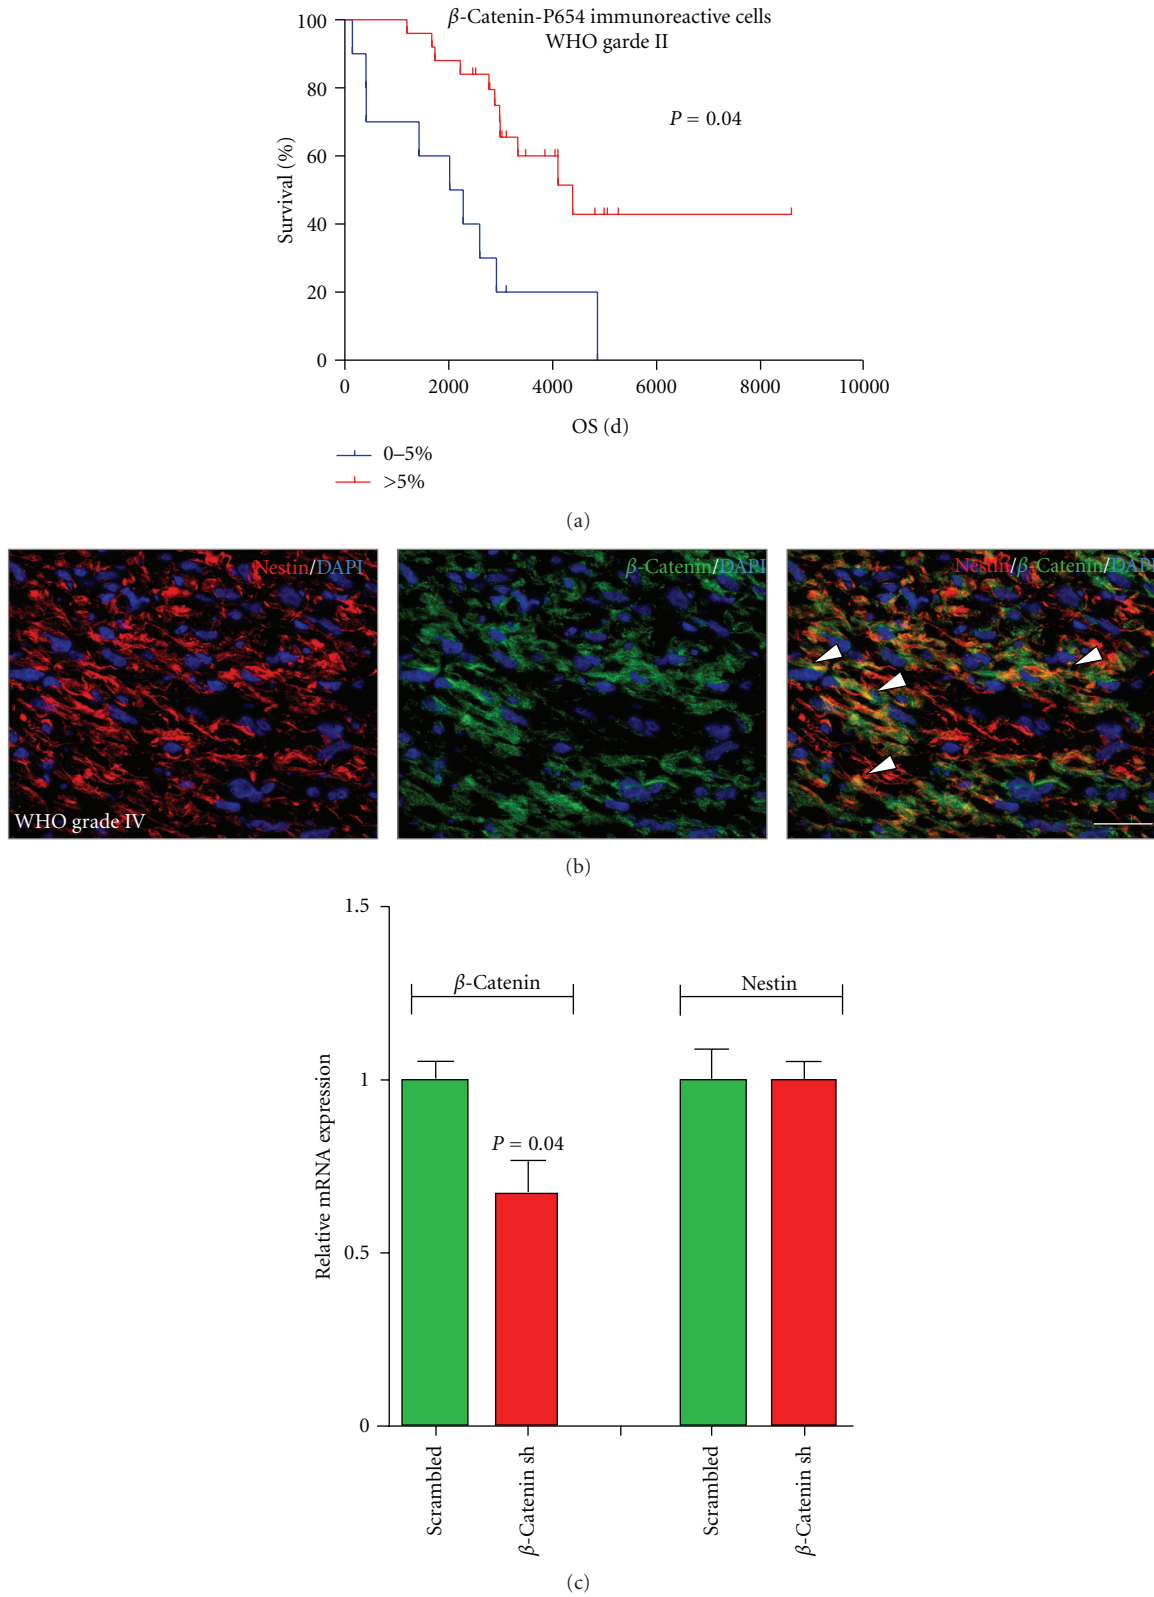 β-Catenin-P654 immunoreactive cells
WHO garde II
P = 0.04
100
80
60
40
20
0
Survival (%)
0 2000 4000 6000 8000 10000
OS (d)
0–5%
>5%
(a)
Nestin/DAPI
β-Catenin/DAPI
Nestin/β-Catenin/DAPI
WHO grade IV
(b)
1.5
1
0.5
0
Relative mRNA expression
β-Catenin
Nestin
P = 0.04
Scrambled
β-Catenin sh
Scrambled
β-Catenin sh
(c)